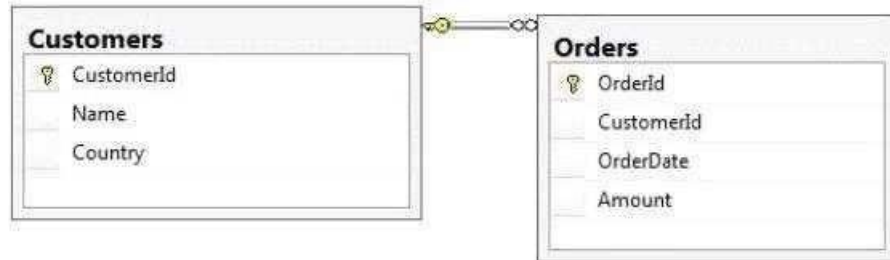 Customers
CustomerId
Name
Country
Orders
OrderId
CustomerId
OrderDate
Amount